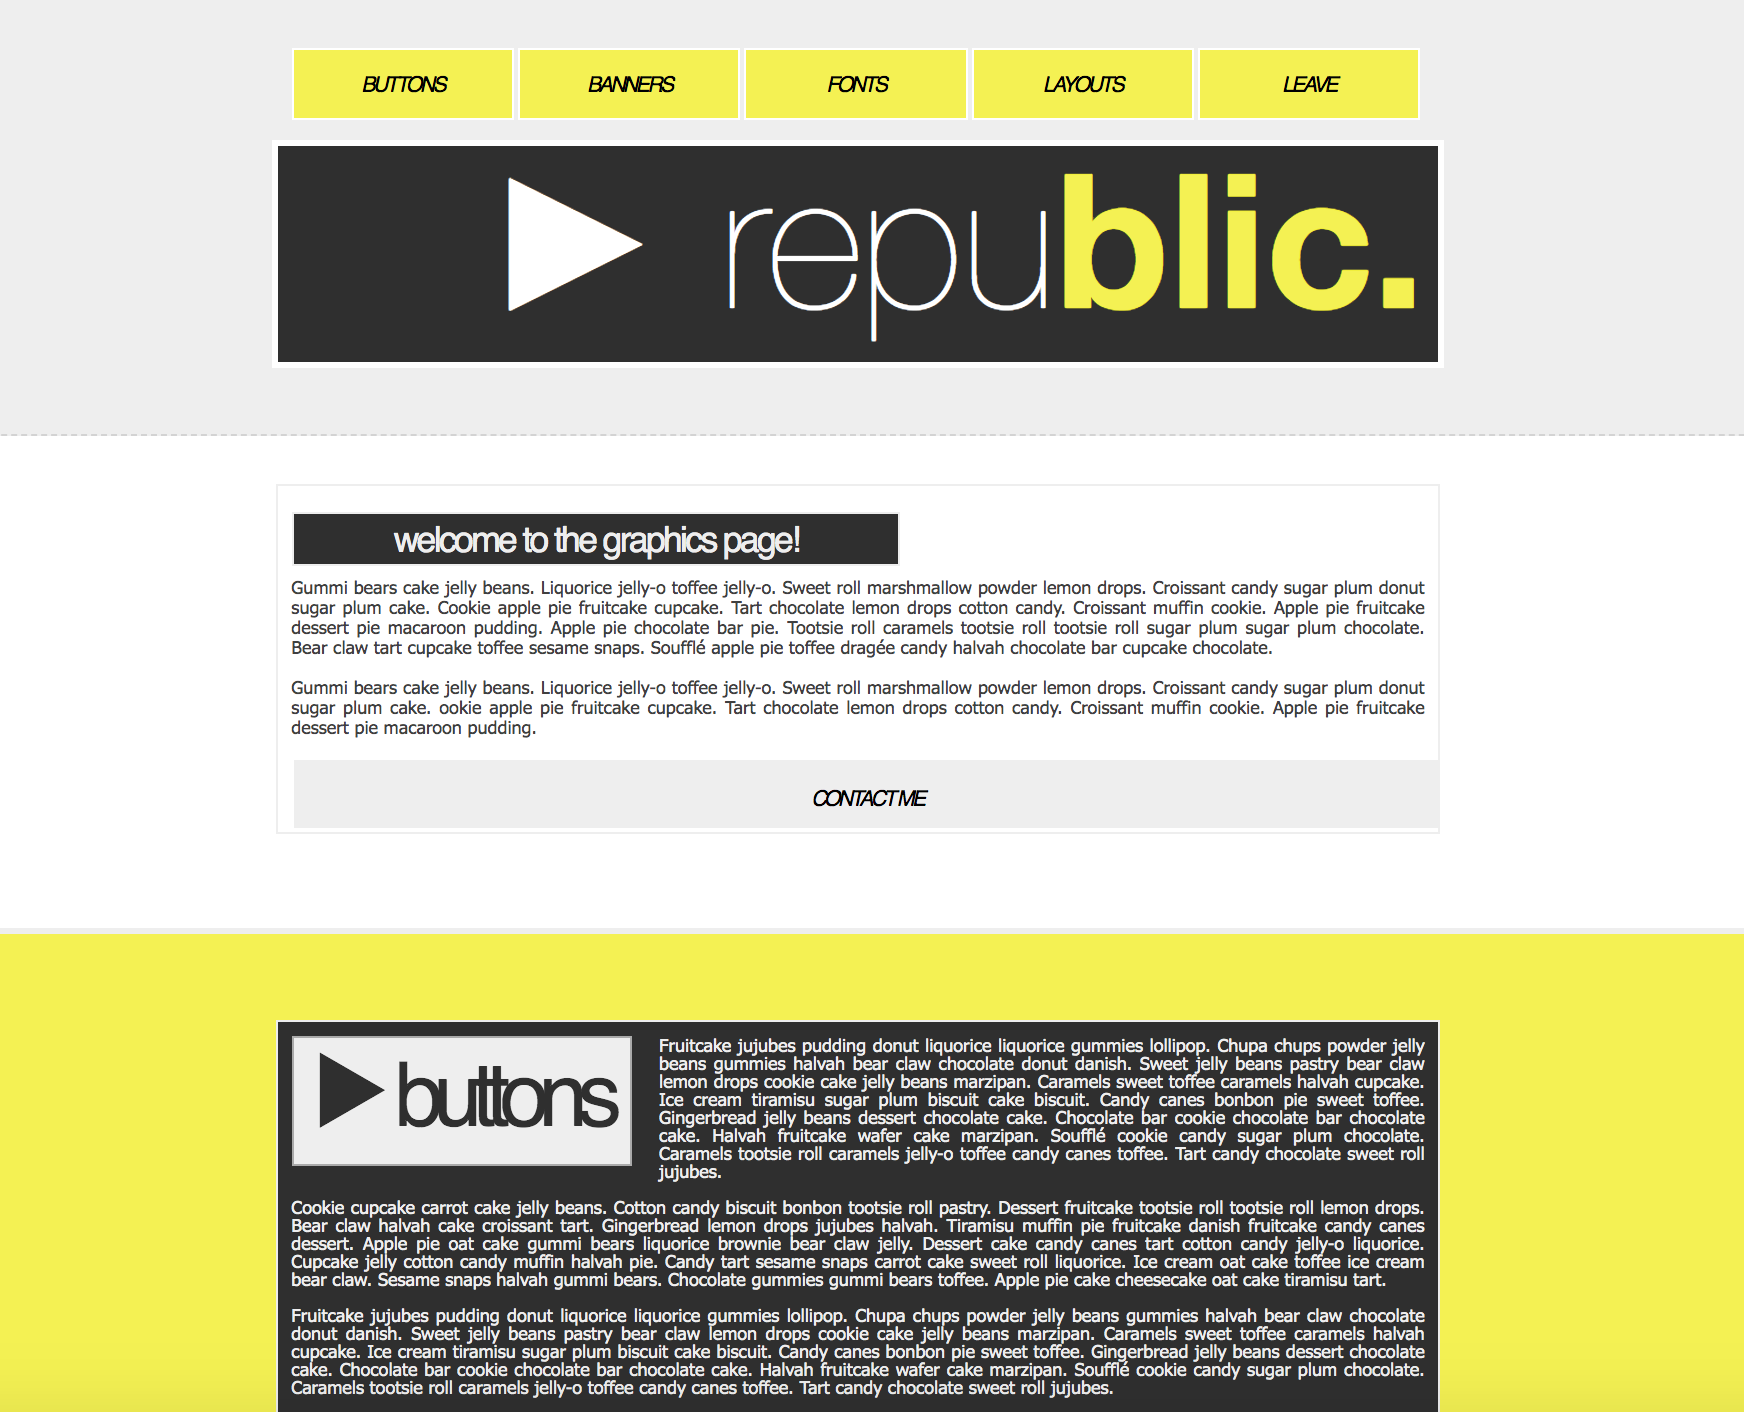 BUTTONS BANNERS FONTS LAYOUTS LEAVE
republic.
welcome to the graphics page!
Gummi bears cake jelly beans. Liquorice jelly-o toffee jelly-o. Sweet roll marshmallow powder lemon drops. Croissant candy sugar plum donut
sugar plum cake. Cookie apple pie fruitcake cupcake. Tart chocolate lemon drops cotton candy. Croissant muffin cookie. Apple pie fruitcake
dessert pie macaroon pudding. Apple pie chocolate bar pie. Tootsie roll caramels tootsie roll tootsie roll sugar plum sugar plum chocolate.
Bear claw tart cupcake toffee sesame snaps. Soufflé apple pie toffee dragée candy halvah chocolate bar cupcake chocolate.
Gummi bears cake jelly beans. Liquorice jelly-o toffee jelly-o. Sweet roll marshmallow powder lemon drops. Croissant candy sugar plum donut
sugar plum cake. ookie apple pie fruitcake cupcake. Tart chocolate lemon drops cotton candy. Croissant muffin cookie. Apple pie fruitcake
dessert pie macaroon pudding.
CONTACT ME
buttons
Fruitcake jujubes pudding donut liquorice liquorice gummies lollipop. Chupa chups powder jelly
beans gummies halvah bear claw chocolate donut danish. Sweet jelly beans pastry bear claw
lemon drops cookie cake jelly beans marzipan. Caramels sweet toffee caramels halvah cupcake.
Ice cream tiramisu sugar plum biscuit cake biscuit. Candy canes bonbon pie sweet toffee.
Gingerbread jelly beans dessert chocolate cake. Chocolate bar cookie chocolate bar chocolate
cake. Halvah fruitcake wafer cake marzipan. Soufflé cookie candy sugar plum chocolate.
Caramels tootsie roll caramels jelly-o toffee candy canes toffee. Tart candy chocolate sweet roll
jujubes.
Cookie cupcake carrot cake jelly beans. Cotton candy biscuit bonbon tootsie roll pastry. Dessert fruitcake tootsie roll tootsie roll lemon drops.
Bear claw halvah cake croissant tart. Gingerbread lemon drops jujubes halvah. Tiramisu muffin pie fruitcake danish fruitcake candy canes
dessert. Apple pie oat cake gummi bears liquorice brownie bear claw jelly. Dessert cake candy canes tart cotton candy jelly-o liquorice.
Cupcake jelly cotton candy muffin halvah pie. Candy tart sesame snaps carrot cake sweet roll liquorice. Ice cream oat cake toffee ice cream
bear claw. Sesame snaps halvah gummi bears. Chocolate gummies gummi bears toffee. Apple pie cake cheesecake oat cake tiramisu tart.
Fruitcake jujubes pudding donut liquorice liquorice gummies lollipop. Chupa chups powder jelly beans gummies halvah bear claw chocolate
donut danish. Sweet jelly beans pastry bear claw lemon drops cookie cake jelly beans marzipan. Caramels sweet toffee caramels halvah
cupcake. Ice cream tiramisu sugar plum biscuit cake biscuit. Candy canes bonbon pie sweet toffee. Gingerbread jelly beans dessert chocolate
cake. Chocolate bar cookie chocolate bar chocolate cake. Halvah fruitcake wafer cake marzipan. Soufflé cookie candy sugar plum chocolate.
Caramels tootsie roll caramels jelly-o toffee candy canes toffee. Tart candy chocolate sweet roll jujubes.